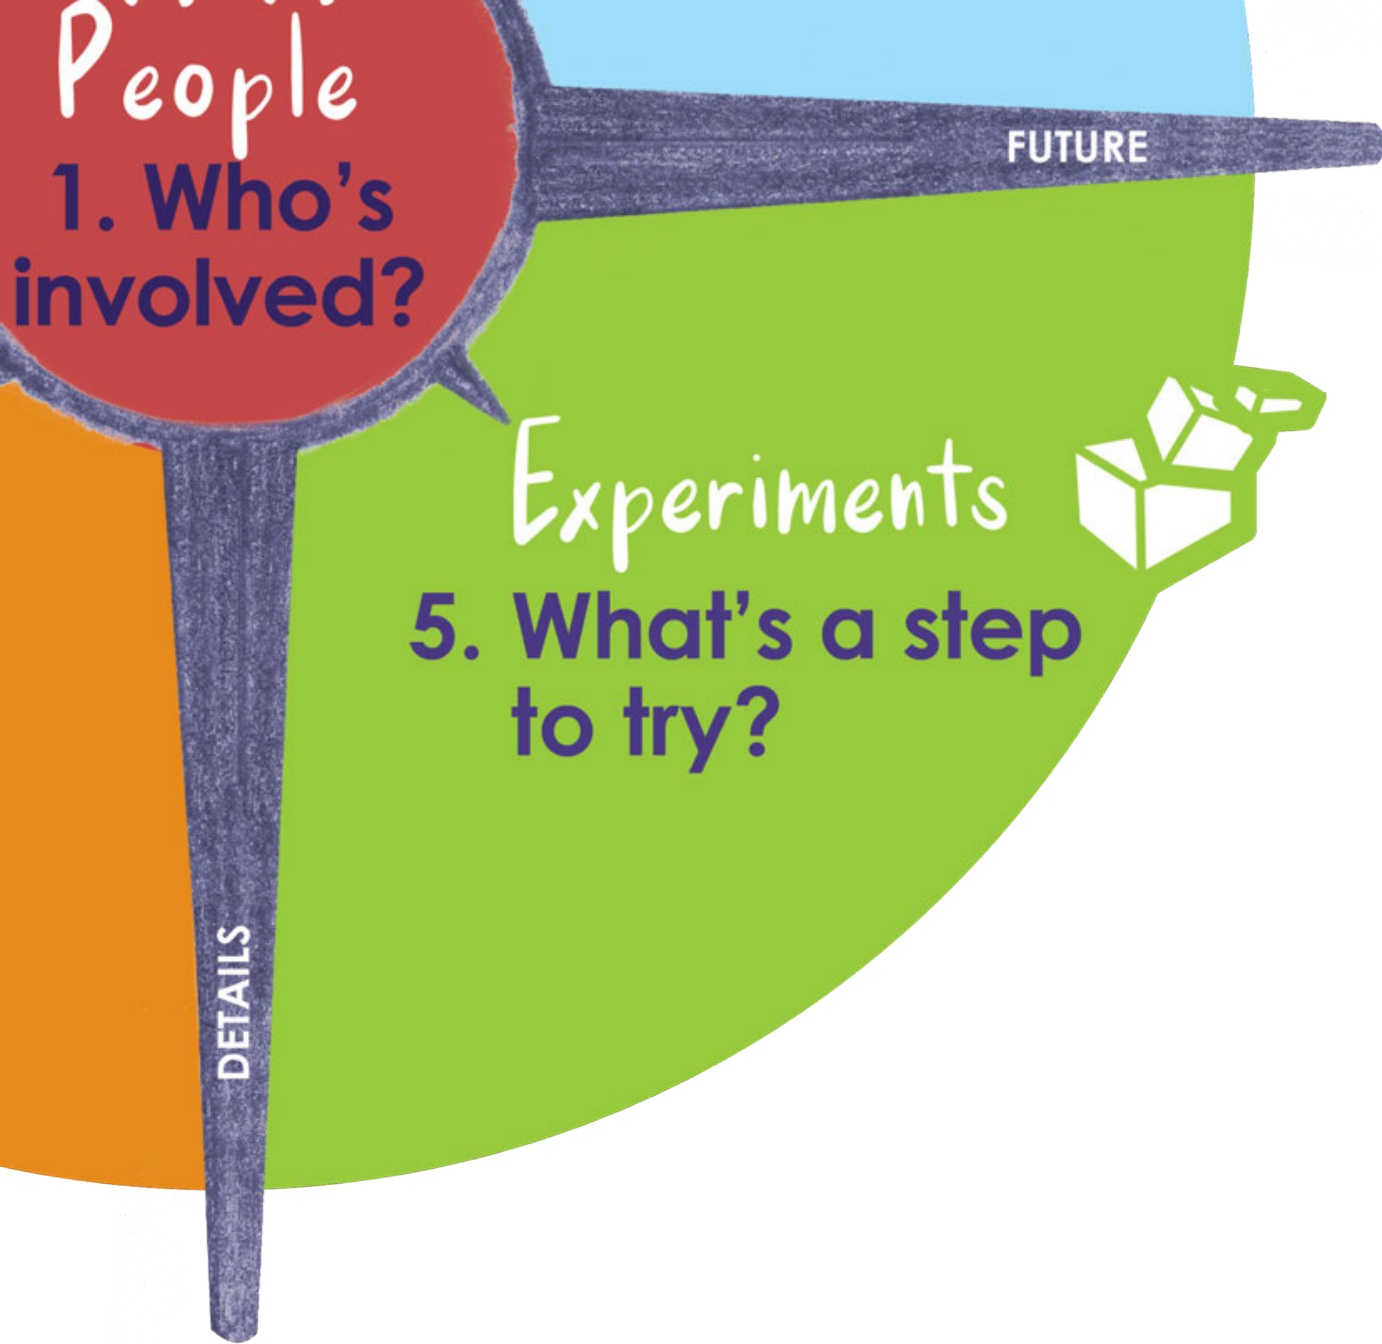 People
1. Who's
involved?
FUTURE
Experiments
5. What's a step
to try?
DETAILS